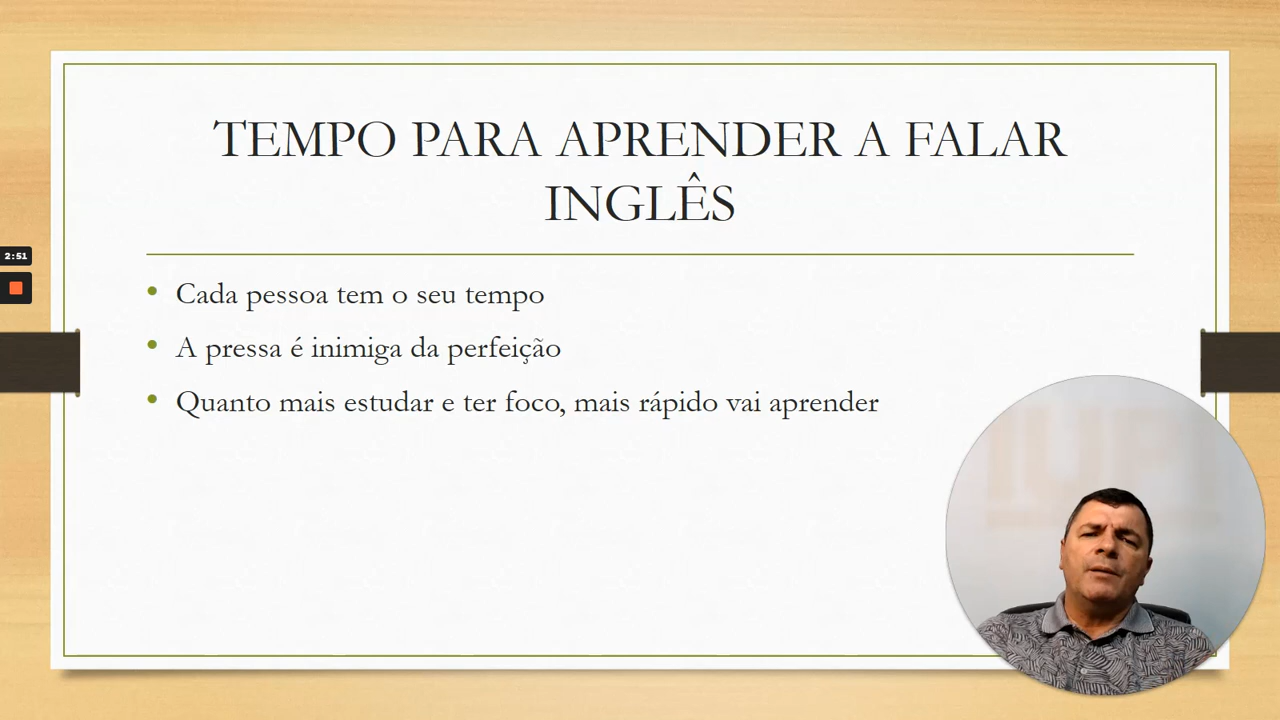 TEMPO PARA APRENDER A FALAR
INGLÊS
2:51
• Cada pessoa tem o seu tempo
• A pressa é inimiga da perfeição
• Quanto mais estudar e ter foco, mais rápido vai aprender